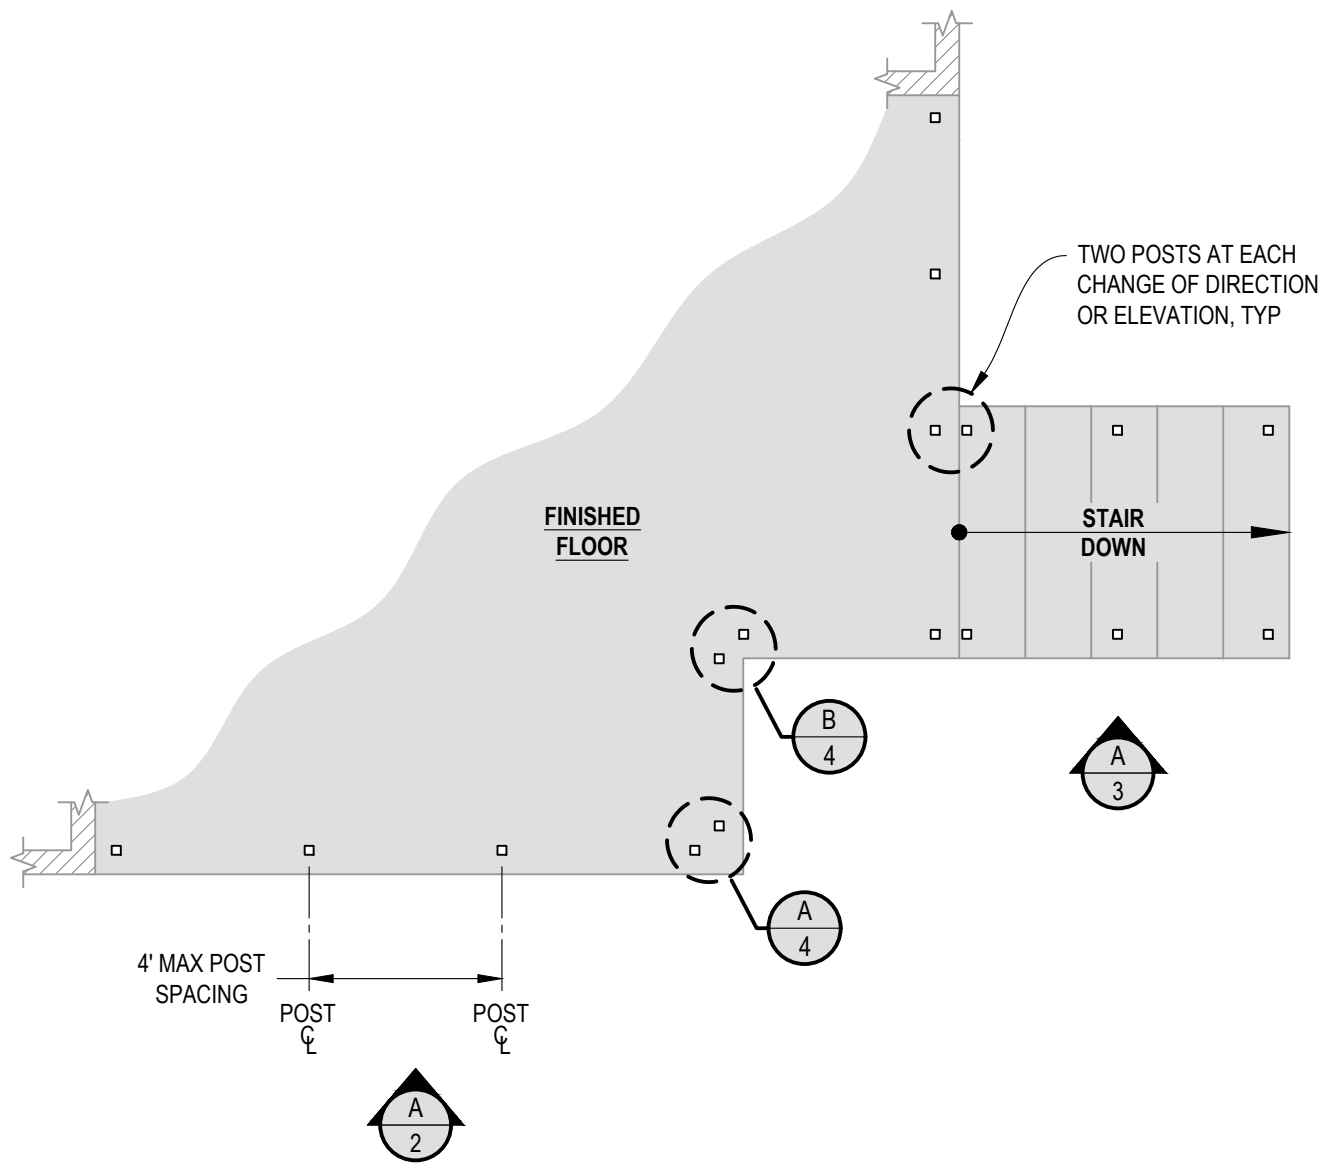 TWO POSTS AT EACH
CHANGE OF DIRECTION
OR ELEVATION, TYP
FINISHED
FLOOR
STAIR
DOWN
B
4
A
3
A
4
4' MAX POST
SPACING
POST
℄
POST
℄
A
2